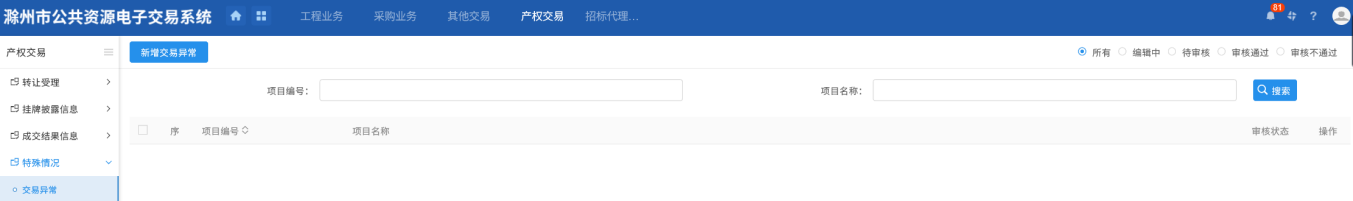 滁州市公共资源电子交易系统 工程业务 采购业务 其他交易 产权交易 招标代理... 81 ?
产权交易 新增交易异常 所有 编辑中 待审核 审核通过 审核不通过
转让受理
项目编号： 项目名称： 搜索
挂牌披露信息
成交结果信息 序 项目编号 项目名称 审核状态 操作
特殊情况
交易异常